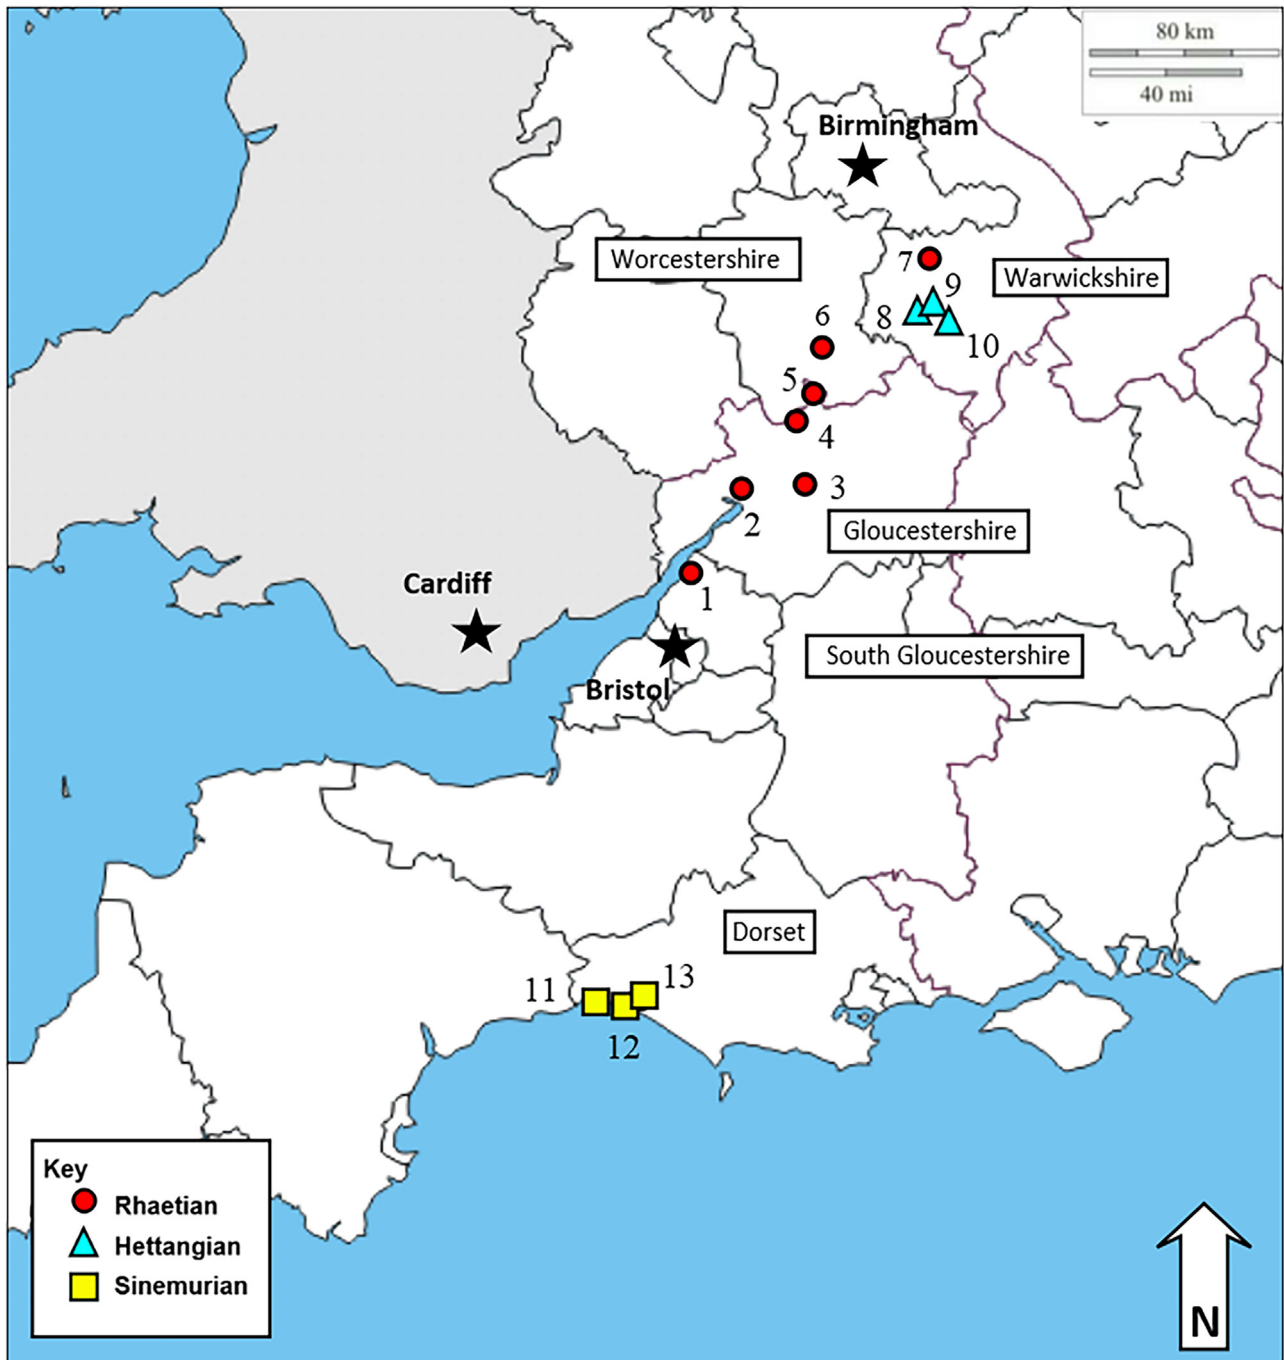 80 km
40 mi
Birmingham
Worcestershire
7
Warwickshire
9
8
10
6
5
4
3
2
Gloucestershire
Cardiff
1
South Gloucestershire
Bristol
Dorset
11
13
12
Key
Rhaetian
Hettangian
Sinemurian
N